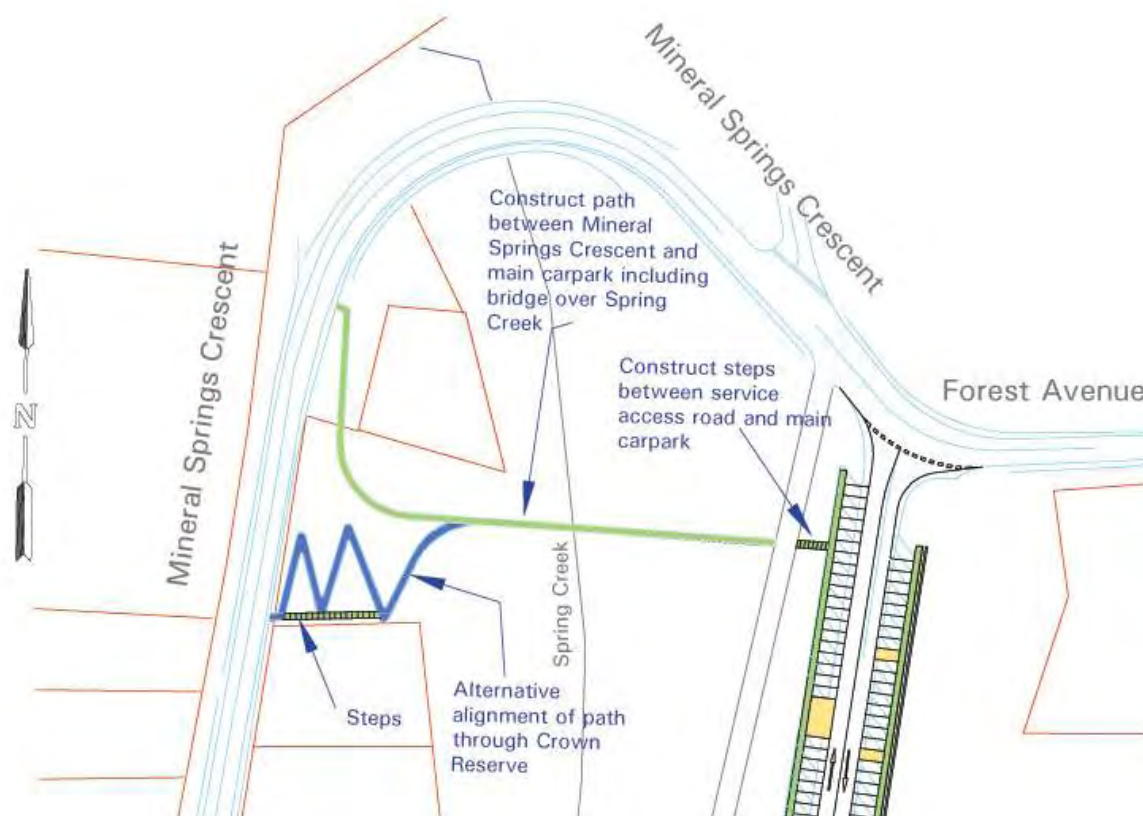 Mineral Springs Crescent
Construct path
between Mineral
Springs Crescent and
main carpark including
bridge over Spring
Creek
Mineral Springs Crescent
Construct steps
between service
access road and main
carpark
Forest Avenue
N
Spring Creek
Steps
Alternative
alignment of path
through Crown
Reserve